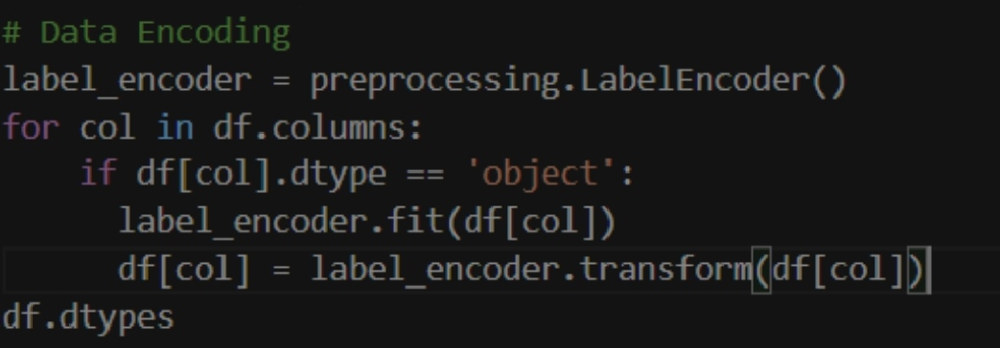 # Data Encoding
label_encoder = preprocessing.LabelEncoder()
for col in df.columns:
    if df[col].dtype == 'object':
      label_encoder.fit(df[col])
      df[col] = label_encoder.transform(df[col])
df.dtypes